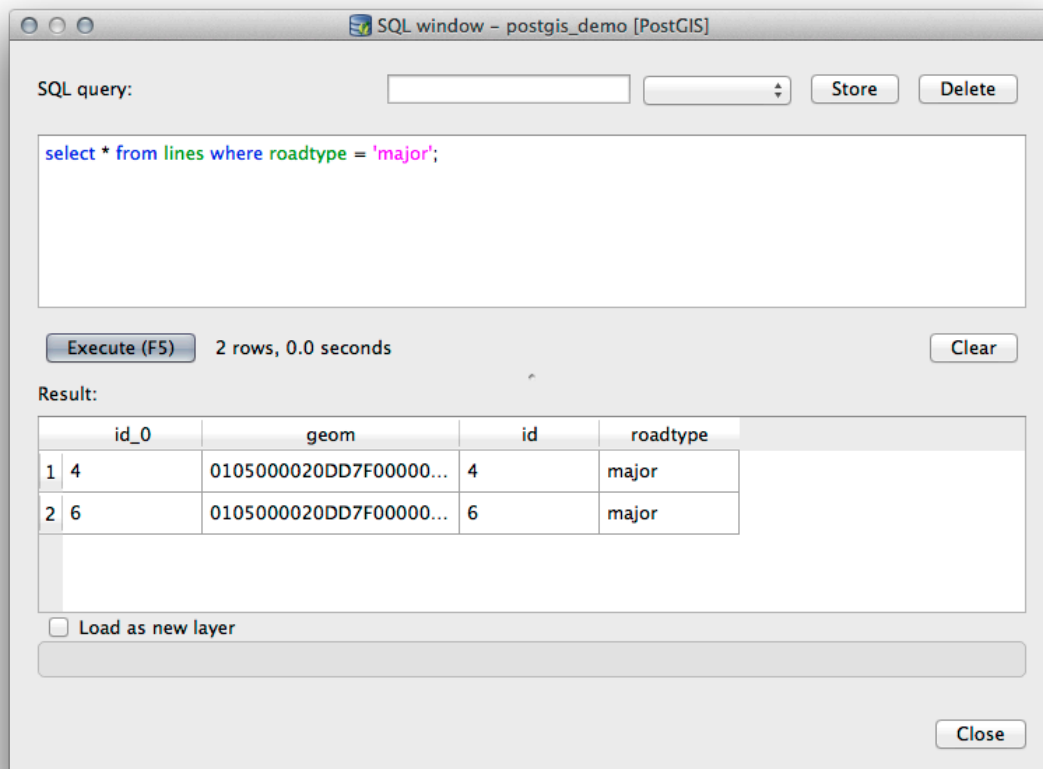 SQL window – postgis_demo [PostGIS]
SQL query:
Store
Delete
select * from lines where roadtype = 'major';
Execute (F5)
2 rows, 0.0 seconds
Clear
Result:
id_0 geom id roadtype
1 4 0105000020DD7F00000... 4 major
2 6 0105000020DD7F00000... 6 major
Load as new layer
Close